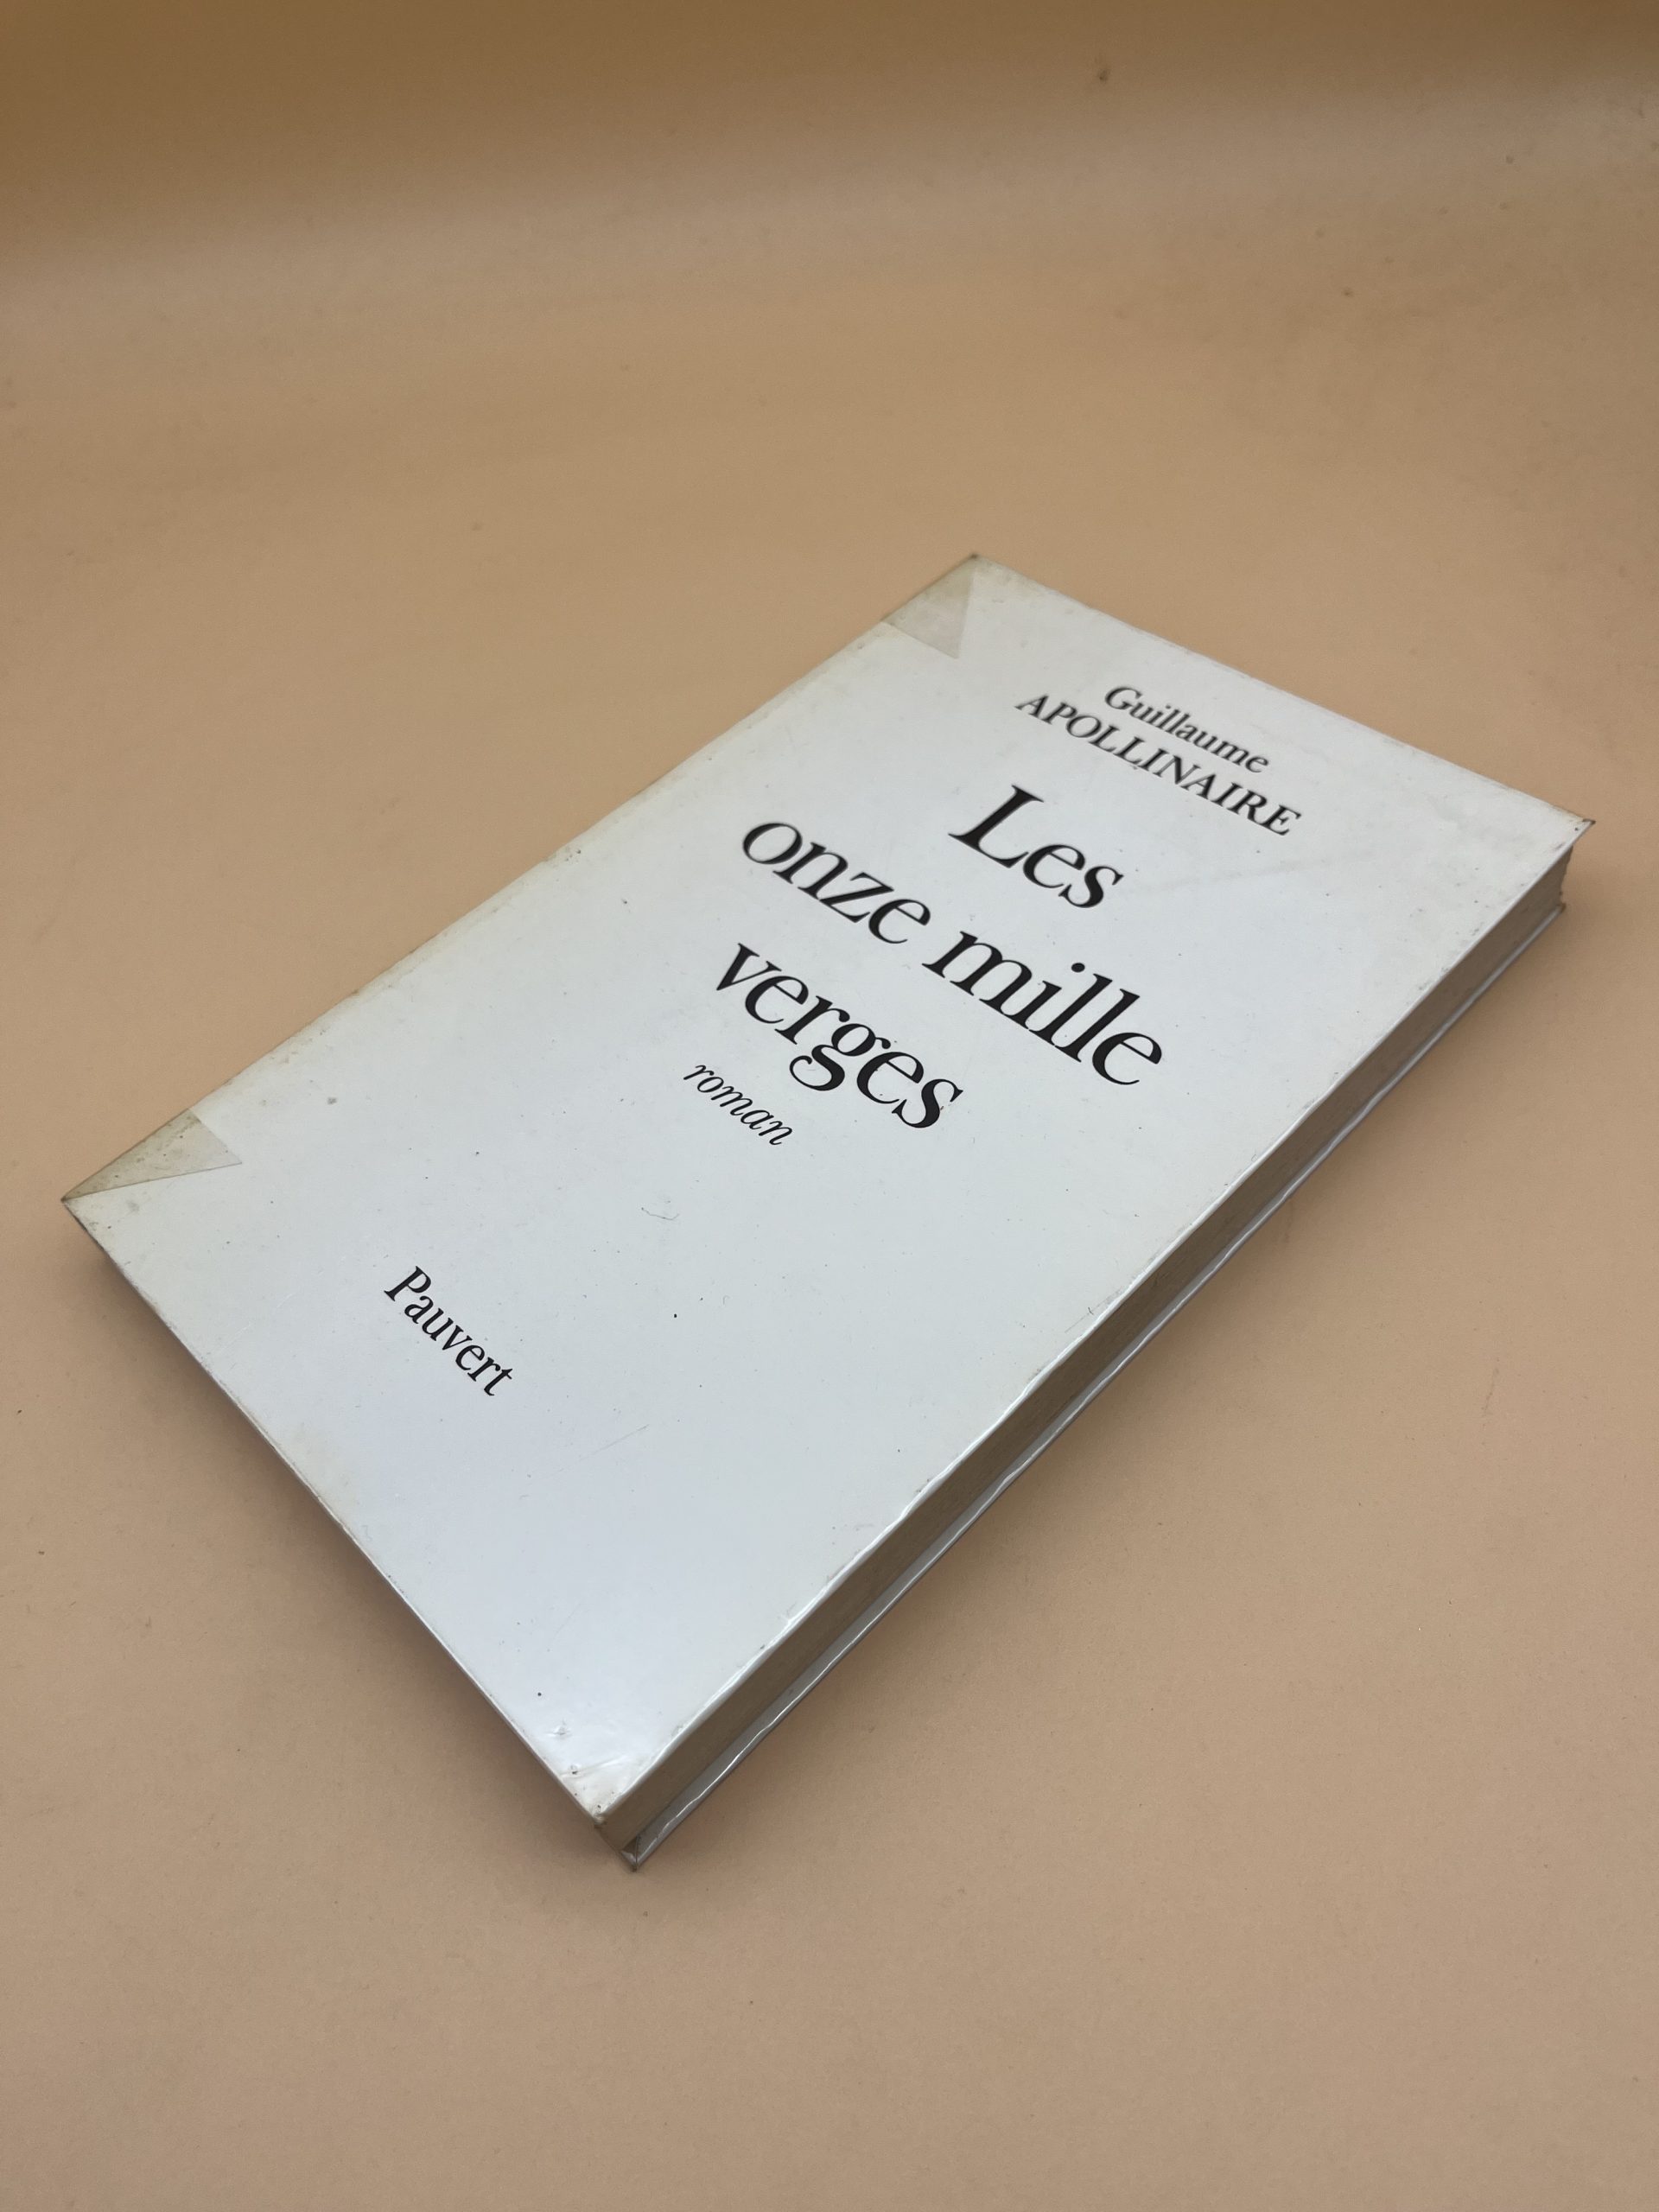 Guillaume
APOLLINAIRE
Les
onze mille
verges
roman
Pauvert